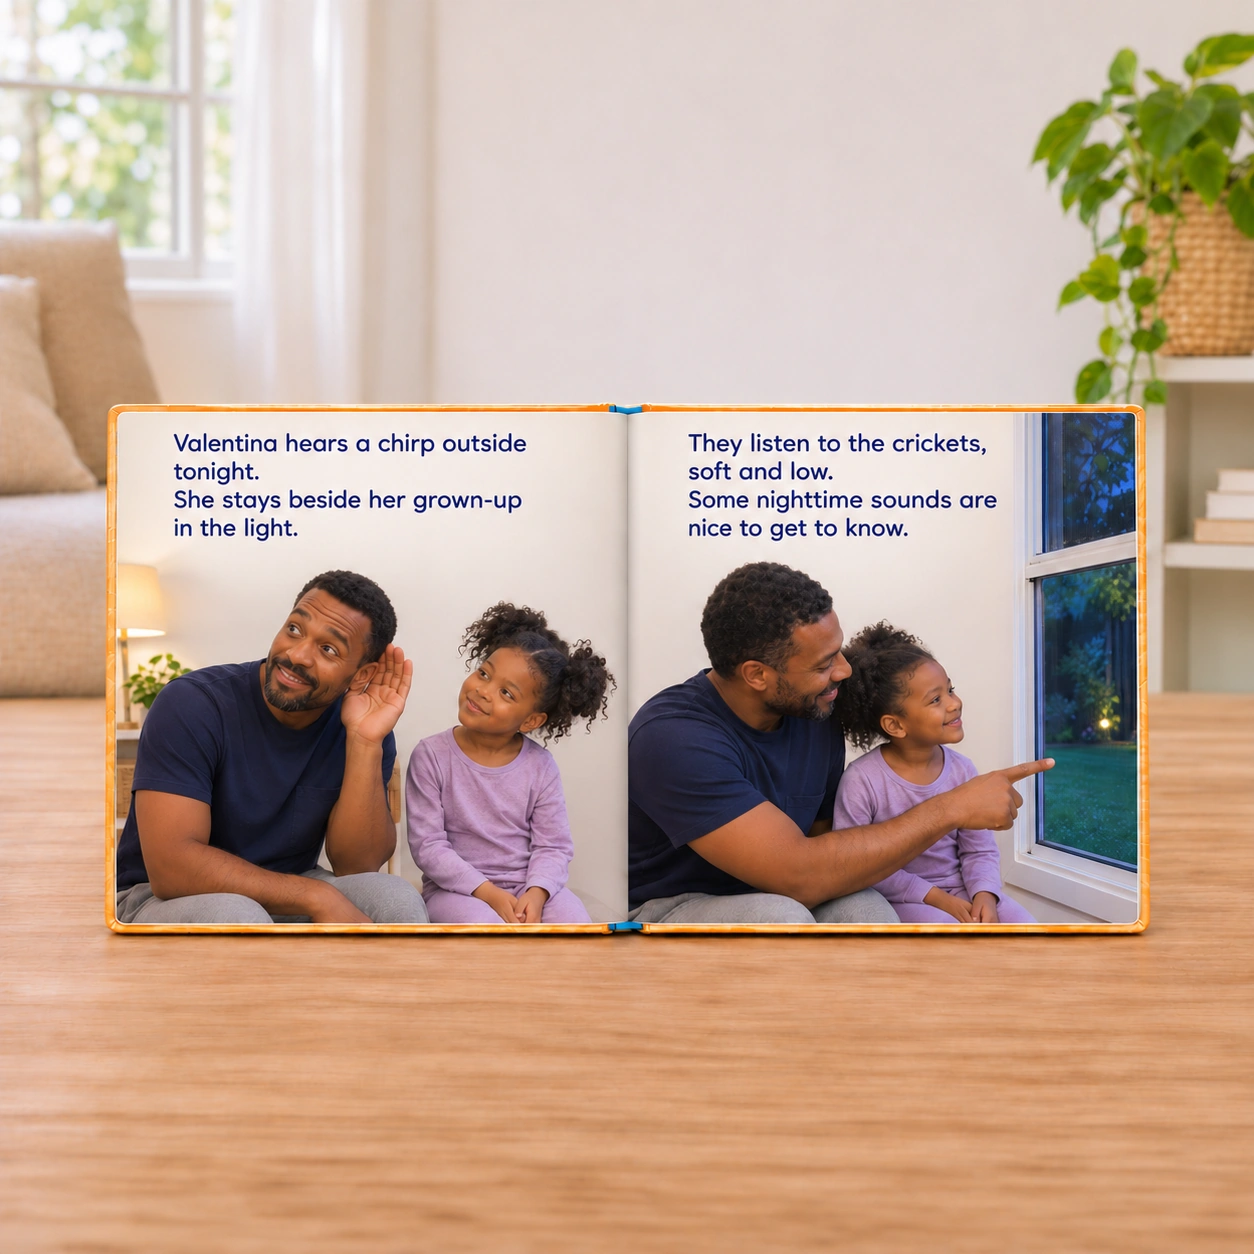 Valentina hears a chirp outside
tonight.
She stays beside her grown-up
in the light.
They listen to the crickets,
soft and low.
Some nighttime sounds are
nice to get to know.